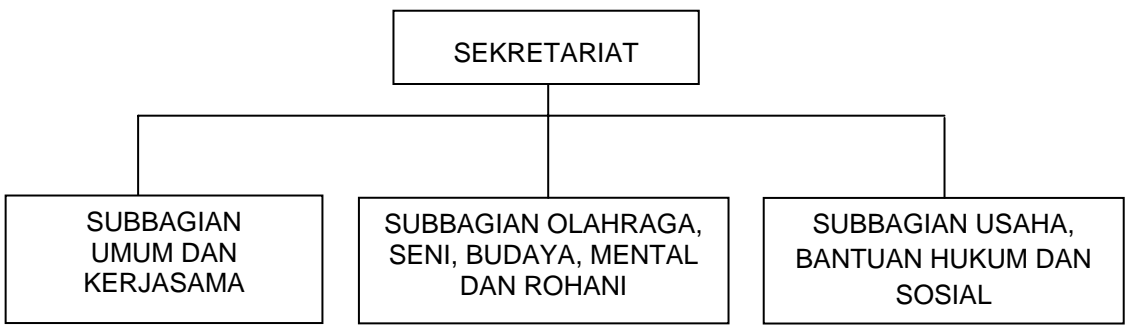 SEKRETARIAT
SUBBAGIAN
UMUM DAN
KERJASAMA
SUBBAGIAN OLAHRAGA,
SENI, BUDAYA, MENTAL
DAN ROHANI
SUBBAGIAN USAHA,
BANTUAN HUKUM DAN
SOSIAL